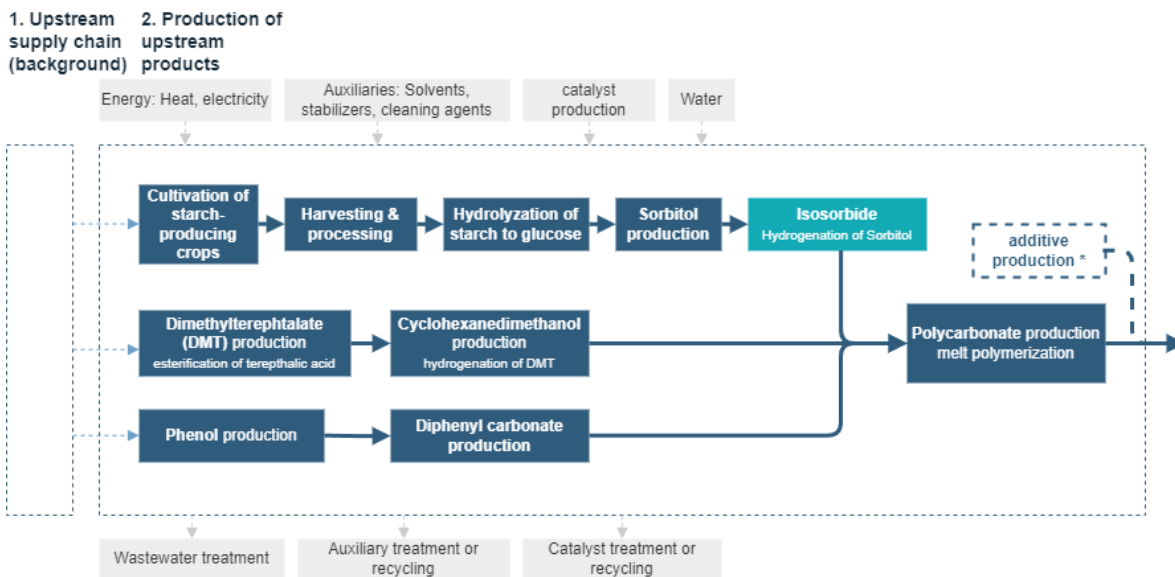 1. Upstream
supply chain
(background)
2. Production of
upstream
products
Energy: Heat, electricity
Auxiliaries: Solvents,
stabilizers, cleaning agents
catalyst
production
Water
Cultivation of
starch-
producing
crops
Harvesting &
processing
Hydrolyzation of
starch to glucose
Sorbitol
production
Isosorbide
Hydrogenation of Sorbitol
additive
production *
Dimethylterephtalate
(DMT) production
esterification of terepthalic acid
Cyclohexanedimethanol
production
hydrogenation of DMT
Polycarbonate production
melt polymerization
Phenol production
Diphenyl carbonate
production
Wastewater treatment
Auxiliary treatment or
recycling
Catalyst treatment or
recycling